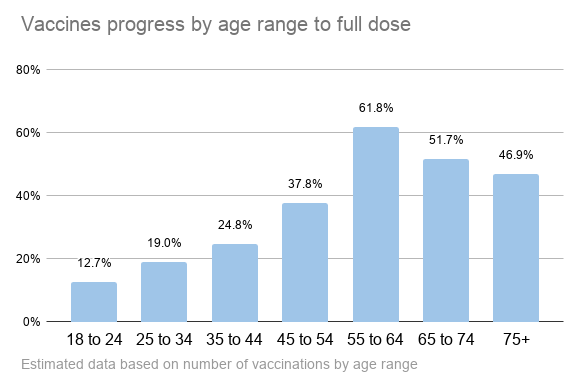 Vaccines progress by age range to full dose
80%
60%
40%
20%
0%
12.7%
19.0%
24.8%
37.8%
61.8%
51.7%
46.9%
18 to 24
25 to 34
35 to 44
45 to 54
55 to 64
65 to 74
75+
Estimated data based on number of vaccinations by age range